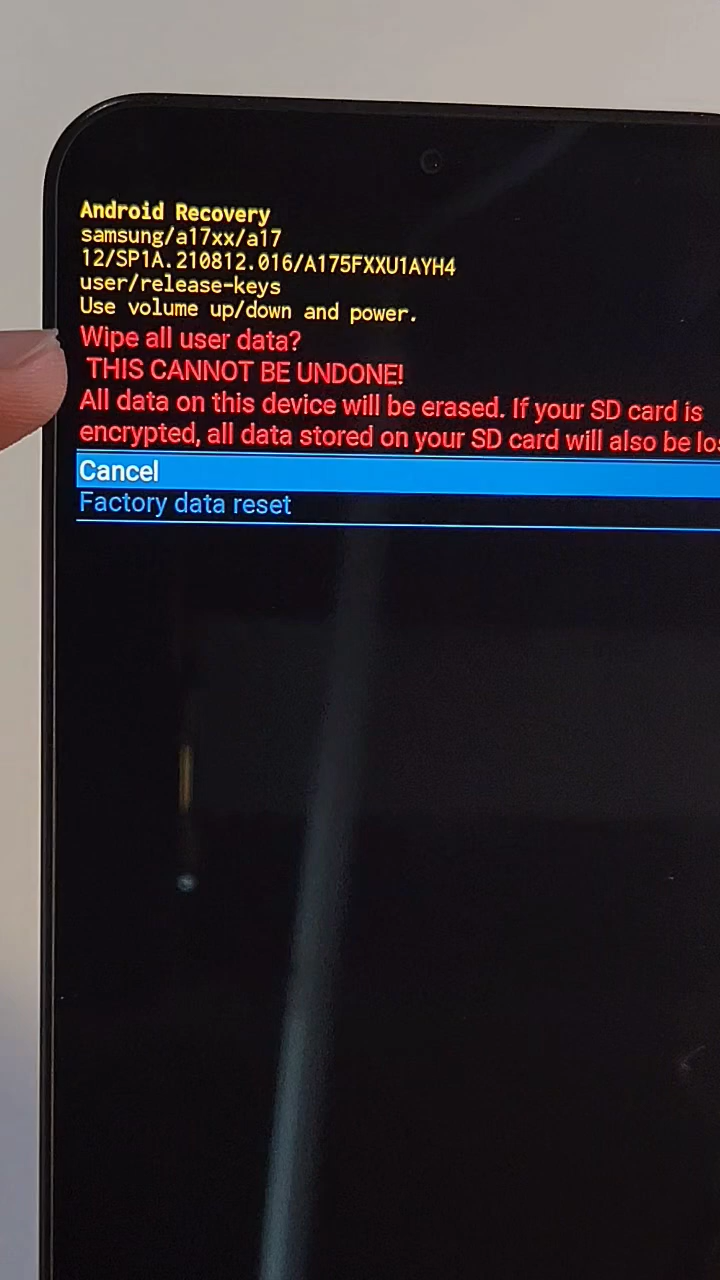 Android Recovery
samsung/a17xx/a17
12/SP1A.210812.016/A175FXXU1AYH4
user/release-keys
Use volume up/down and power.
Wipe all user data?
THIS CANNOT BE UNDONE!
All data on this device will be erased. If your SD card is
encrypted, all data stored on your SD card will also be
Cancel
Factory data reset